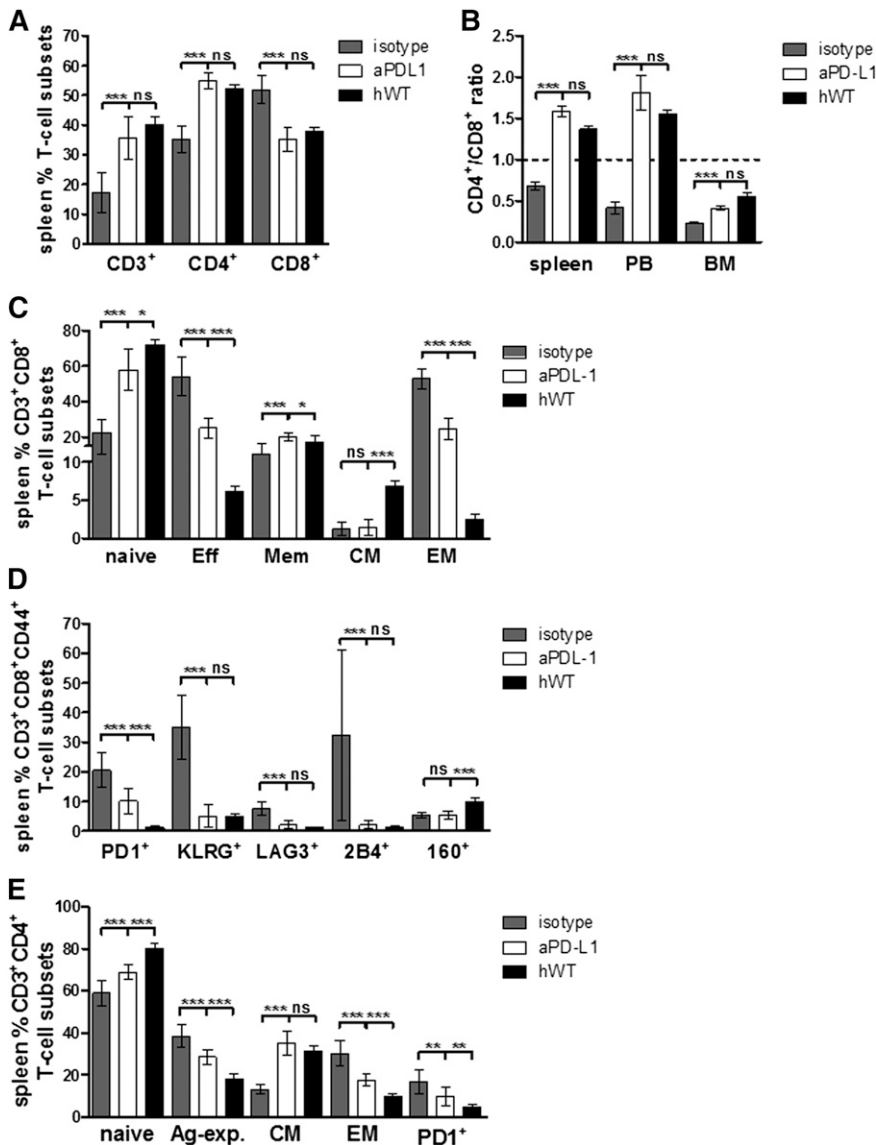 A
spleen % T-cell subsets
70
60
50
40
30
20
10
0
*** ns
*** ns
*** ns
CD3+ CD4+ CD8+
isotype
aPDL1
hWT
B
CD4+/CD8+ ratio
2.5
2.0
1.5
1.0
0.5
0.0
*** ns
*** ns
*** ns
spleen PB BM
isotype
aPD-L1
hWT
C
spleen % CD3+CD8+
T-cell subsets
80
60
40
20
10
5
0
*** *
*** ***
*** *
ns ***
*** ***
naive Eff Mem CM EM
isotype
aPDL-1
hWT
D
spleen % CD3+CD8+CD44+
T-cell subsets
70
60
50
40
30
20
10
0
*** ***
*** ns
*** ns
*** ns
ns ***
PD1+ KLRG+ LAG3+ 2B4+ 160+
isotype
aPDL-1
hWT
E
spleen % CD3+CD4+
T-cell subsets
100
80
60
40
20
0
*** ***
*** ***
*** ns
*** ***
** **
naive Ag-exp. CM EM PD1+
isotype
aPD-L1
hWT